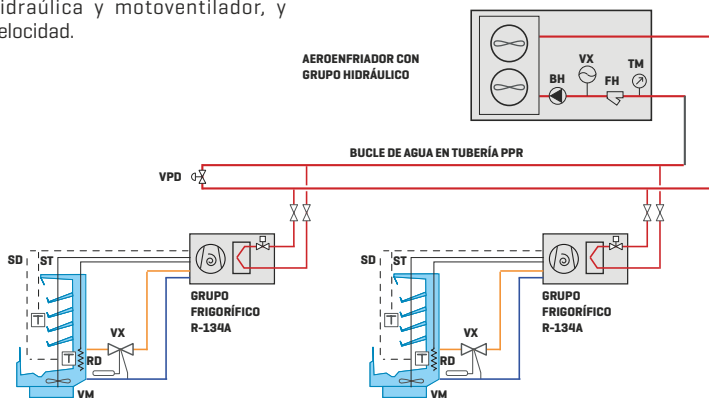 idraúlica y motoventilador, y
elocidad.
AEROENFRIADOR CON
GRUPO HIDRÁULICO
VX
TM
BH
FH
BUCLE DE AGUA EN TUBERÍA PPR
VPD
SD
ST
T
VX
T
RD
VM
GRUPO
FRIGORÍFICO
R-134A
SD
ST
T
VX
T
RD
VM
GRUPO
FRIGORÍFICO
R-134A